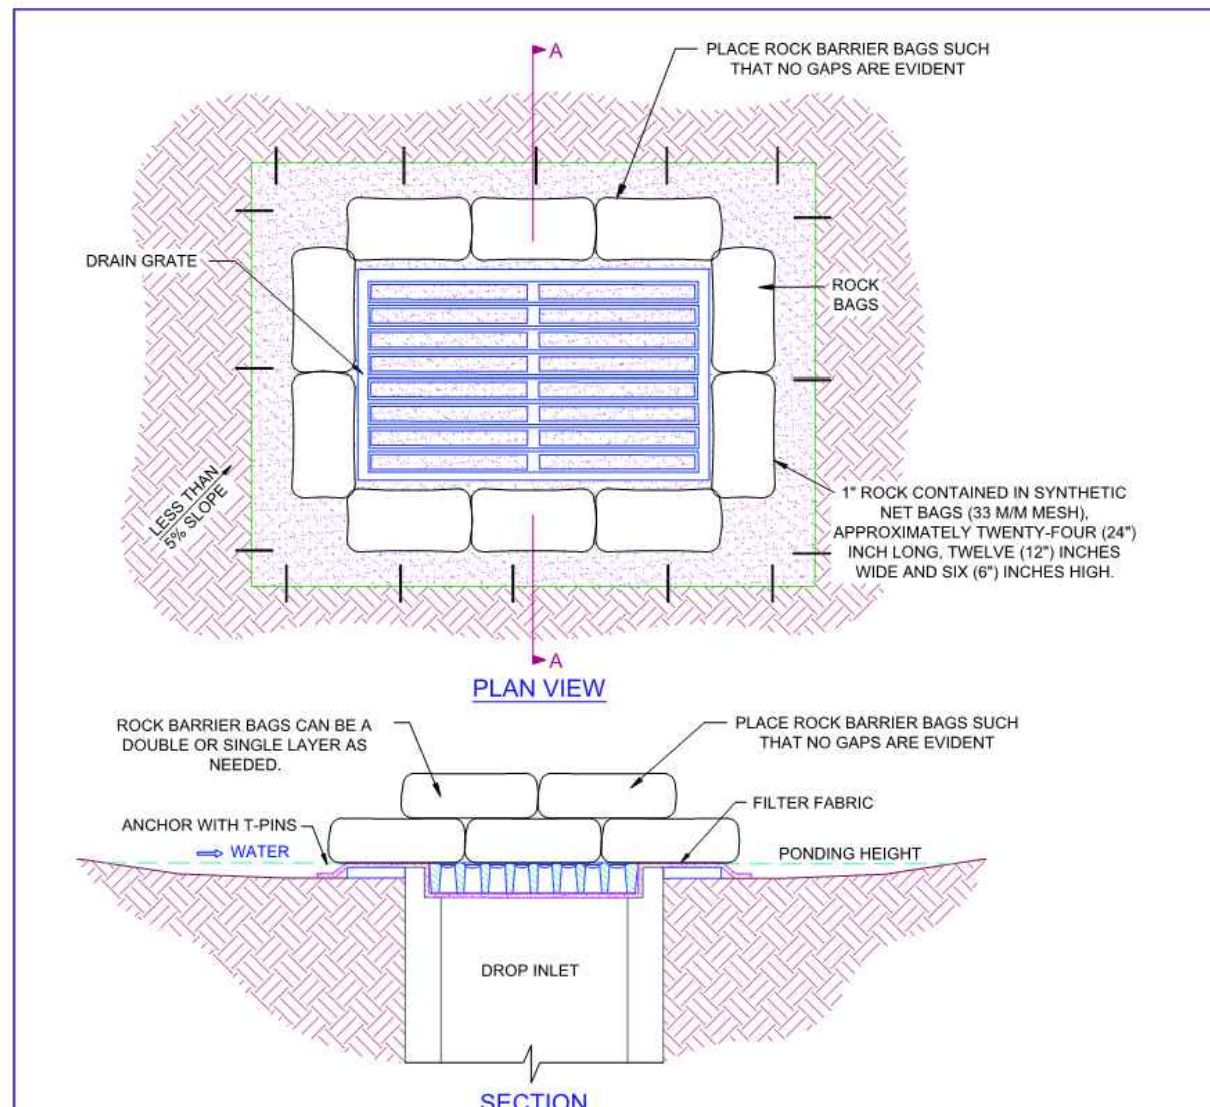 A
PLACE ROCK BARRIER BAGS SUCH
THAT NO GAPS ARE EVIDENT
DRAIN GRATE
ROCK
BAGS
LESS THAN
5% SLOPE
1" ROCK CONTAINED IN SYNTHETIC
NET BAGS (33 M/M MESH),
APPROXIMATELY TWENTY-FOUR (24")
INCH LONG, TWELVE (12") INCHES
WIDE AND SIX (6") INCHES HIGH.
A
PLAN VIEW
ROCK BARRIER BAGS CAN BE A
DOUBLE OR SINGLE LAYER AS
NEEDED.
PLACE ROCK BARRIER BAGS SUCH
THAT NO GAPS ARE EVIDENT
FILTER FABRIC
ANCHOR WITH T-PINS
WATER
PONDING HEIGHT
DROP INLET
SECTION